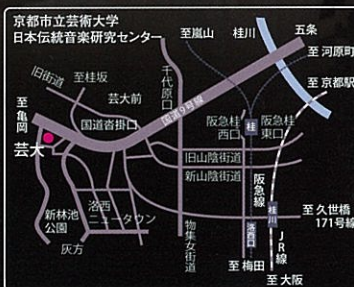 京都市立芸術大学
日本伝統音楽研究センター
至嵐山
桂川
五条
至河原町
至京都駅
旧街道
至桂坂
芸大前
千代原口
国道9号線
至亀岡
国道沓掛口
阪急桂西口
桂
阪急桂東口
芸大
旧山陰街道
新山陰街道
阪急線
新林池公園
洛西ニュータウン
物集女街道
洛西口
桂川
JR線
至久世橋
171号線
灰方
至梅田
至大阪